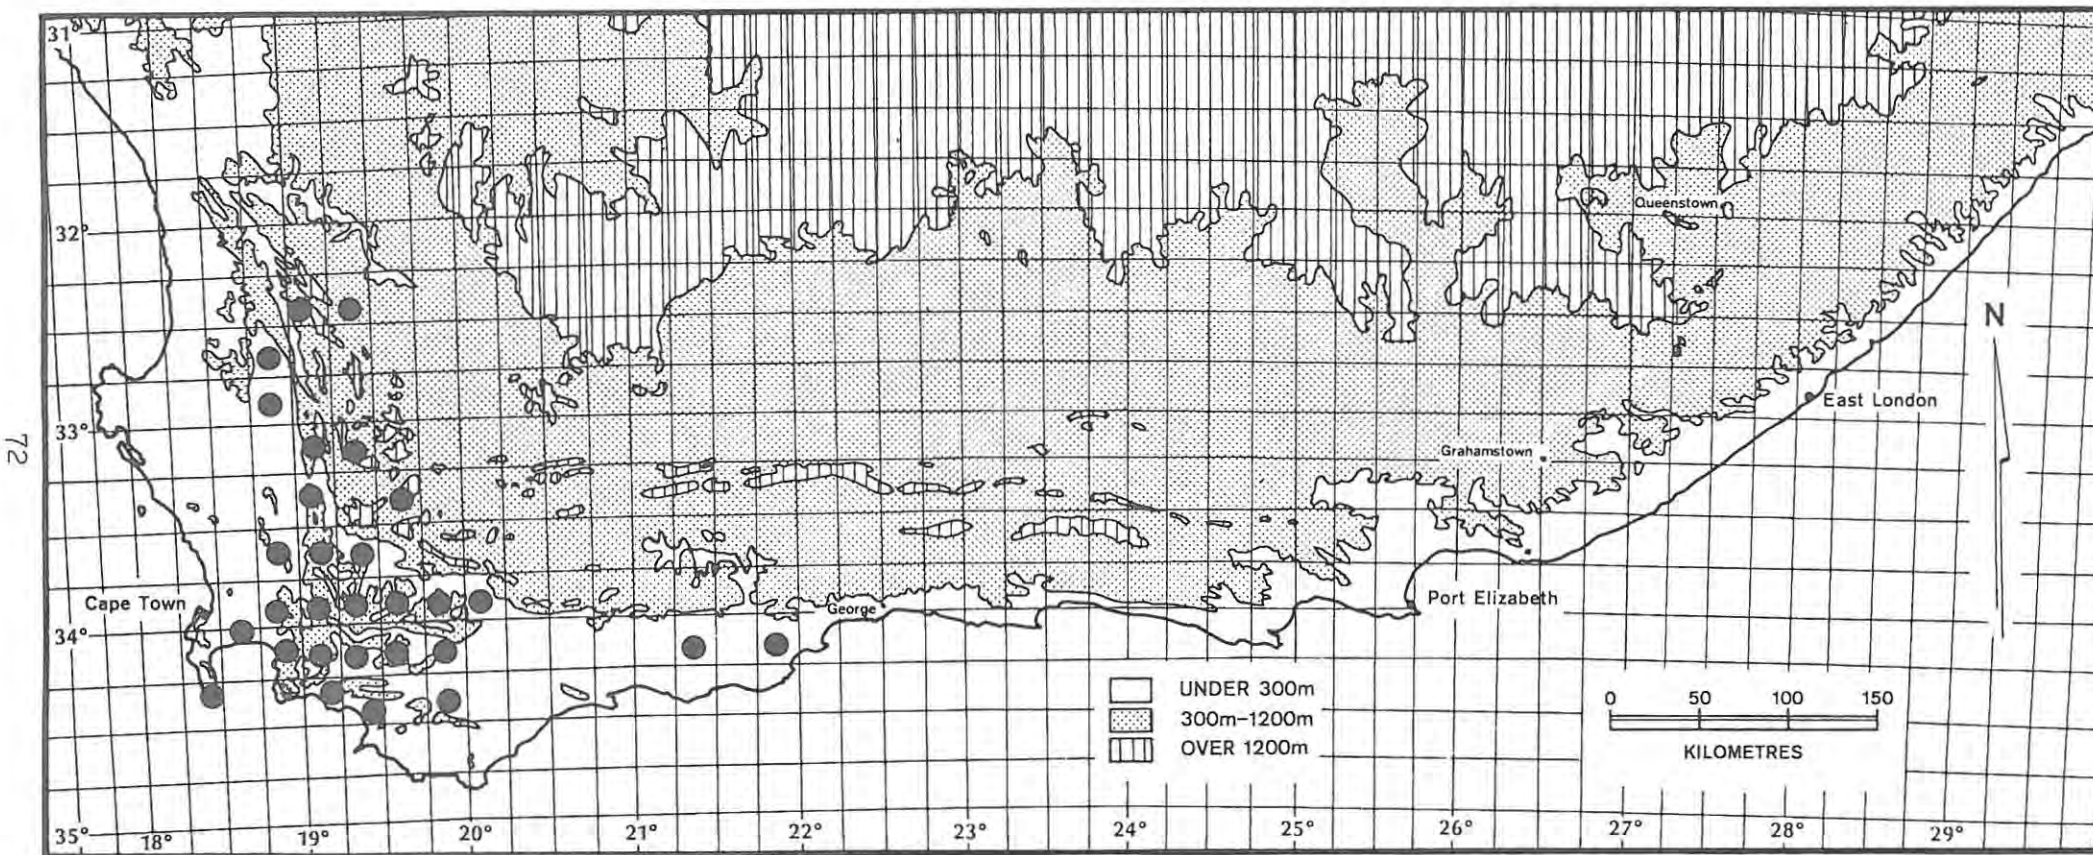 31°
32°
Queenstown
N
33°
East London
Grahamstown
72
Cape Town
George
Port Elizabeth
34°
UNDER 300m
300m-1200m
OVER 1200m
0 50 100 150
KILOMETRES
35°
18° 19° 20° 21° 22° 23° 24° 25° 26° 27° 28° 29°